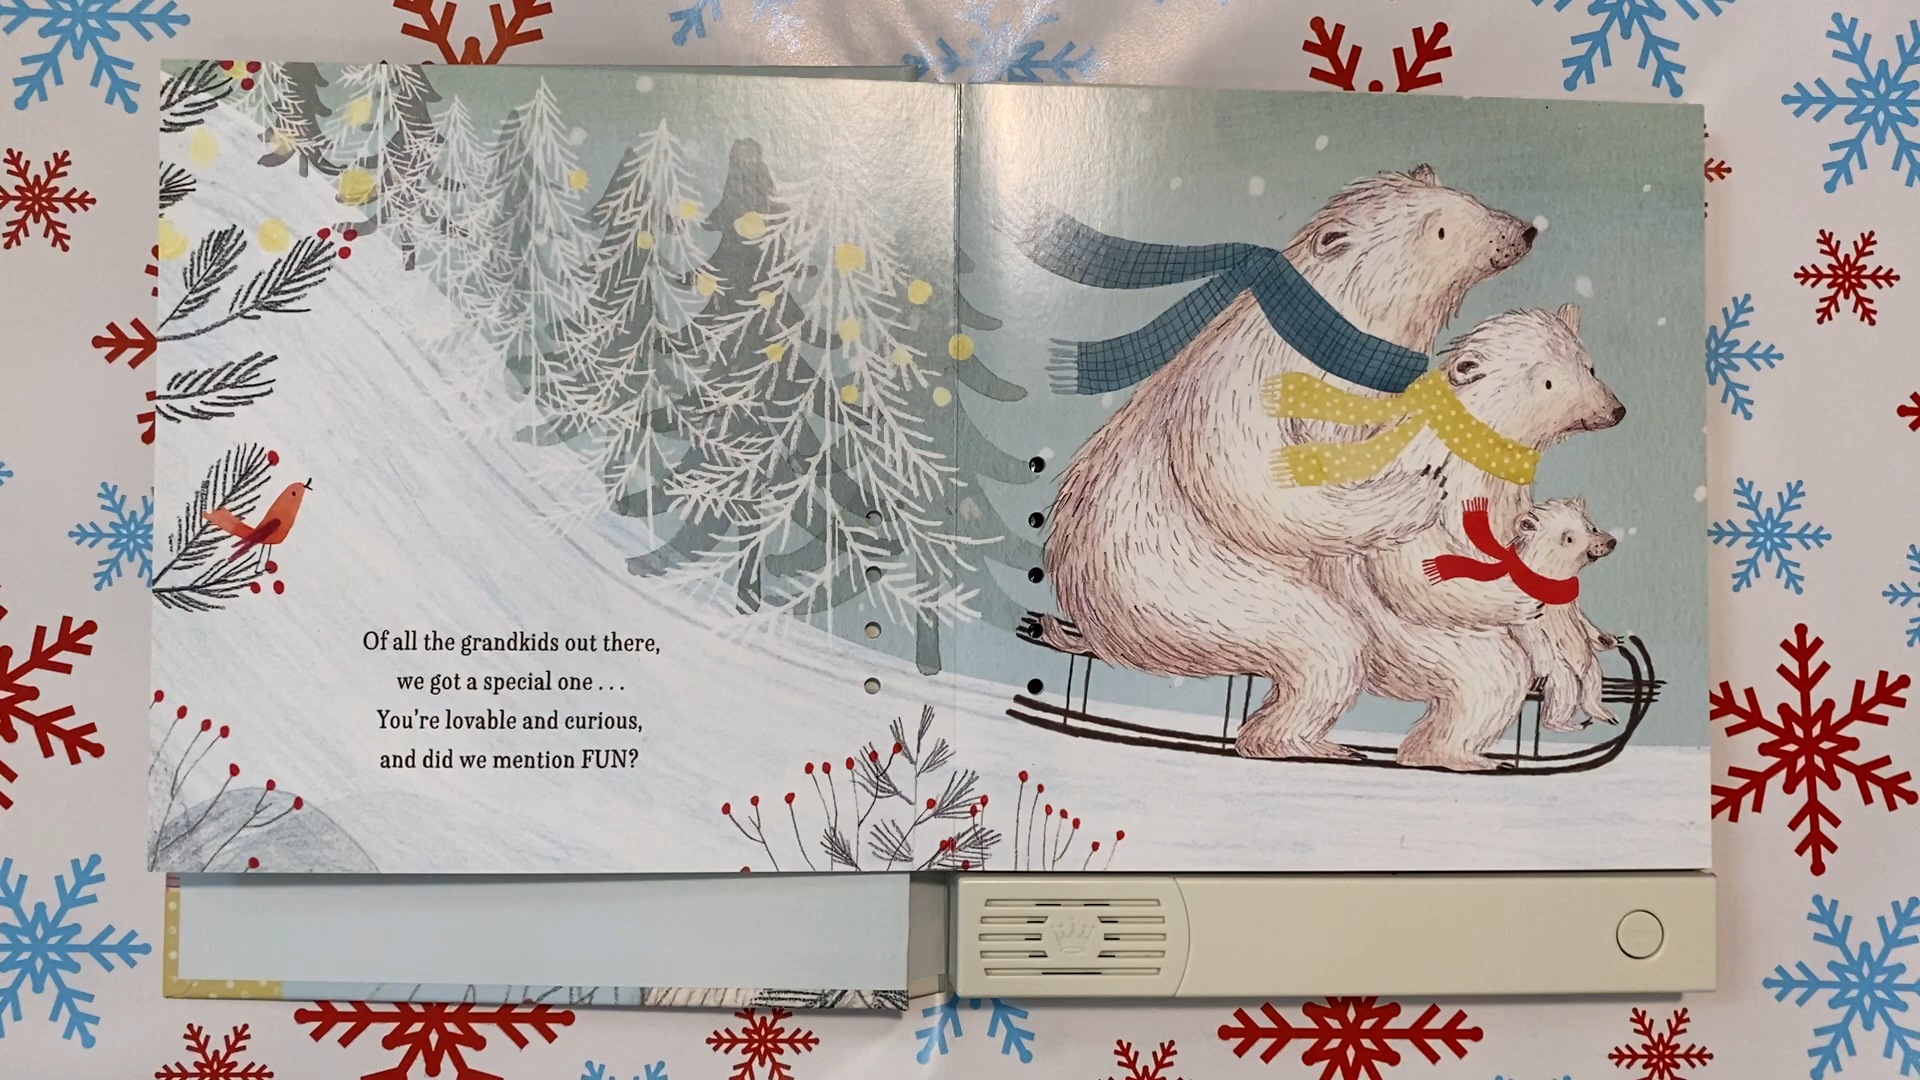 Of all the grandkids out there,
we got a special one . . .
You’re lovable and curious,
and did we mention FUN?